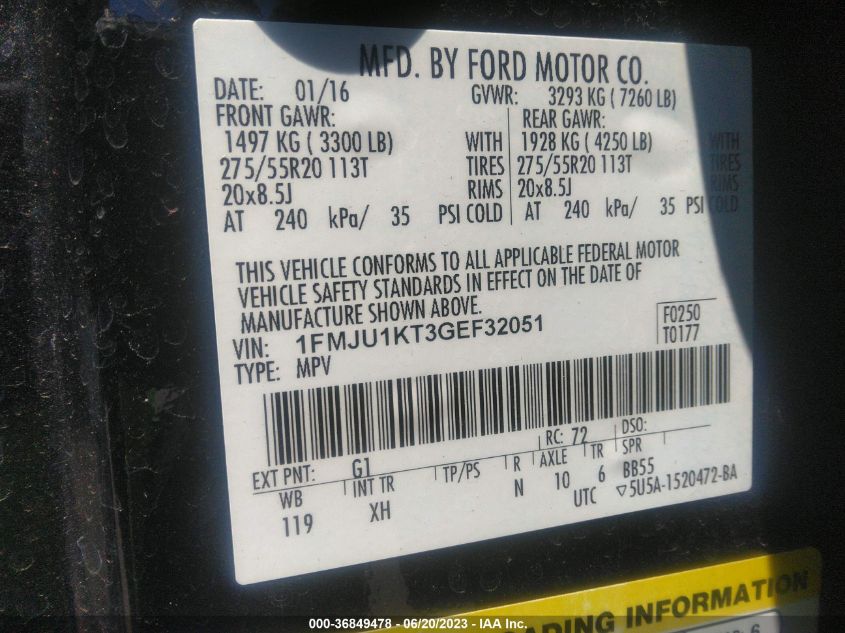 MFD. BY FORD MOTOR CO.
DATE: 01/16 GVWR: 3293 KG ( 7260 LB)
FRONT GAWR: REAR GAWR:
1497 KG ( 3300 LB) WITH 1928 KG ( 4250 LB) WITH
275/55R20 113T TIRES 275/55R20 113T TIRES
20x8.5J RIMS 20x8.5J RIMS
AT 240 kPa/ 35 PSI COLD AT 240 kPa/ 35 PSI COLD
THIS VEHICLE CONFORMS TO ALL APPLICABLE FEDERAL MOTOR
VEHICLE SAFETY STANDARDS IN EFFECT ON THE DATE OF
MANUFACTURE SHOWN ABOVE.
VIN: 1FMJU1KT3GEF32051 F0250
TYPE: MPV T0177
EXT PNT: G1 RC: 72 DSO:
WB INT TR TP/PS R AXLE TR SPR
119 XH N 10 6 BB55
UTC ▽5U5A-1520472-BA
ADING INFORMATION
000-36849478 - 06/20/2023 - IAA Inc.